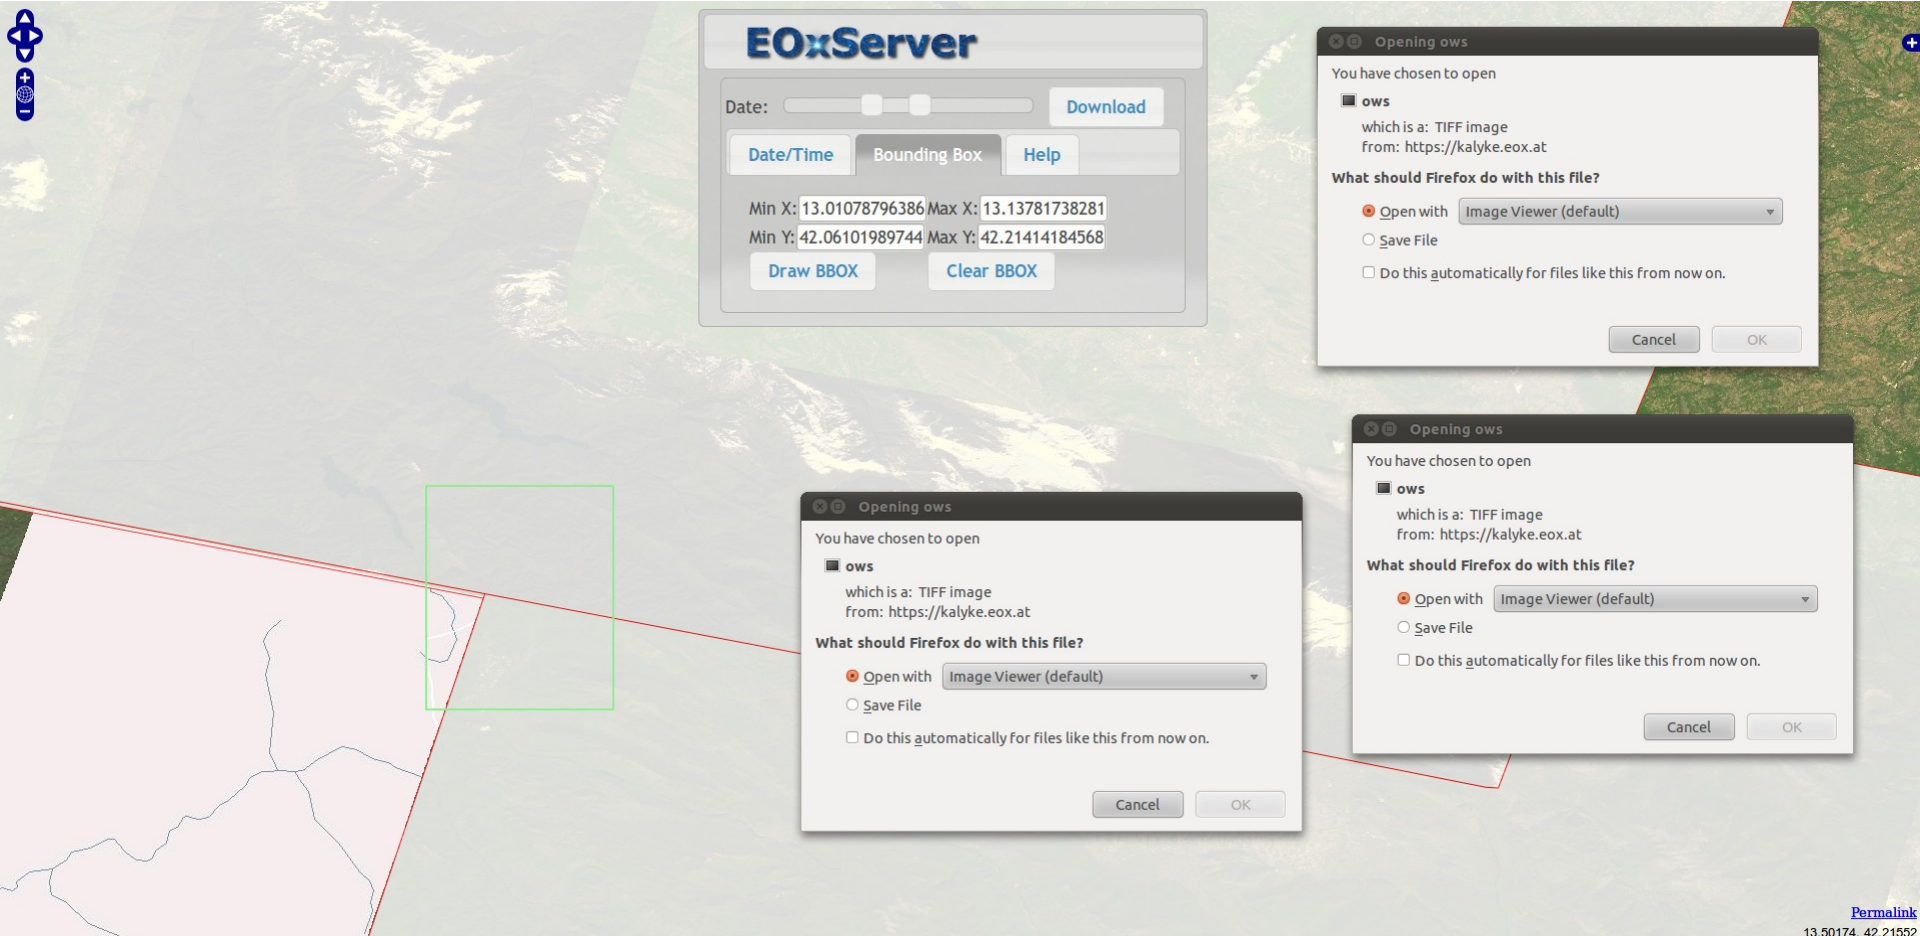 EOxServer
Date:
Download
Date/Time Bounding Box Help
Min X: 13.01078796386 Max X: 13.13781738281
Min Y: 42.06101989744 Max Y: 42.21414184568
Draw BBOX Clear BBOX
Opening ows
You have chosen to open
ows
which is a: TIFF image
from: https://kalyke.eox.at
What should Firefox do with this file?
Open with Image Viewer (default)
Save File
Do this automatically for files like this from now on.
Cancel OK
Opening ows
You have chosen to open
ows
which is a: TIFF image
from: https://kalyke.eox.at
What should Firefox do with this file?
Open with Image Viewer (default)
Save File
Do this automatically for files like this from now on.
Cancel OK
Opening ows
You have chosen to open
ows
which is a: TIFF image
from: https://kalyke.eox.at
What should Firefox do with this file?
Open with Image Viewer (default)
Save File
Do this automatically for files like this from now on.
Cancel OK
Permalink
13.50174, 42.21552